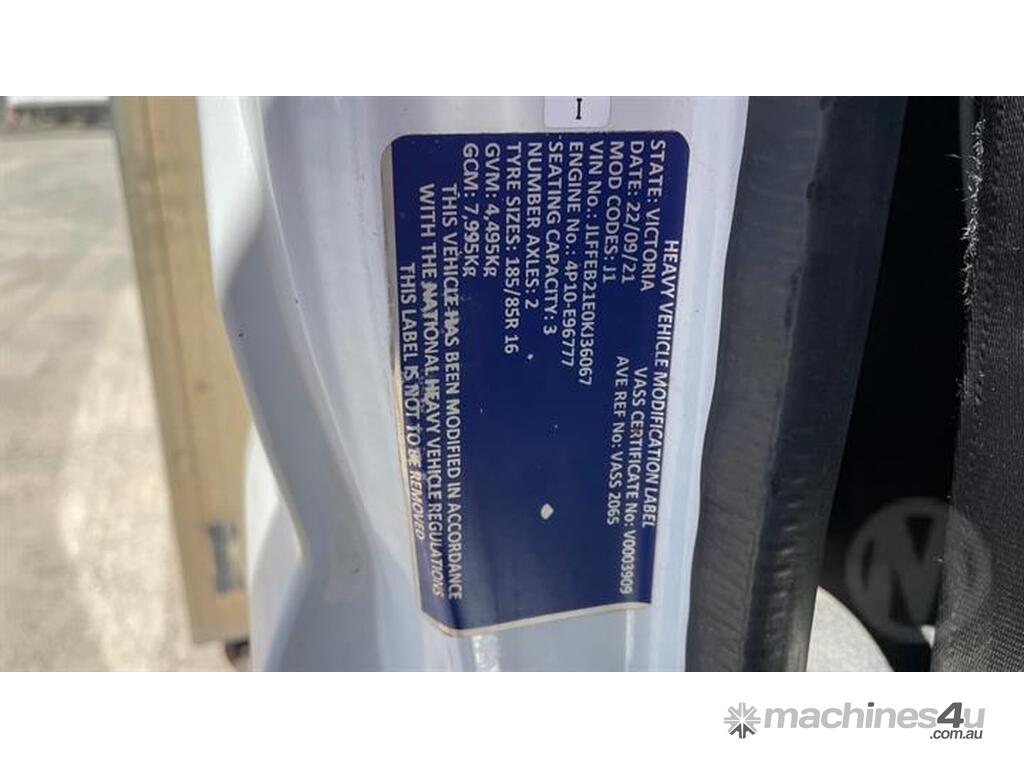 I
HEAVY VEHICLE MODIFICATION LABEL
STATE: VICTORIA VASS CERTIFICATE No: V0003909
DATE: 22/09/21 AVE REF No: VASS 2065
MOD CODES: J1
VIN No.: JLFFEB21E0KJ36067
ENGINE No.: 4P10-E96777
SEATING CAPACITY: 3
NUMBER AXLES: 2
TYRE SIZES: 185/85R 16
GVM: 4,495Kg
GCM: 7,995Kg
THIS VEHICLE HAS BEEN MODIFIED IN ACCORDANCE
WITH THE NATIONAL HEAVY VEHICLE REGULATIONS
THIS LABEL IS NOT TO BE REMOVED
M
machines4u
.com.au